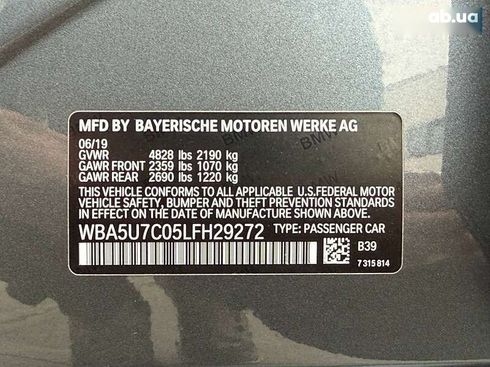 ab.ua
MFD BY BAYERISCHE MOTOREN WERKE AG
06/19
GVWR 4828 lbs 2190 kg
GAWR FRONT 2359 lbs 1070 kg
GAWR REAR 2690 lbs 1220 kg
THIS VEHICLE CONFORMS TO ALL APPLICABLE U.S.FEDERAL MOTOR
VEHICLE SAFETY, BUMPER AND THEFT PREVENTION STANDARDS
IN EFFECT ON THE DATE OF MANUFACTURE SHOWN ABOVE.
WBA5U7C05LFH29272 TYPE: PASSENGER CAR
B39
7 315 814